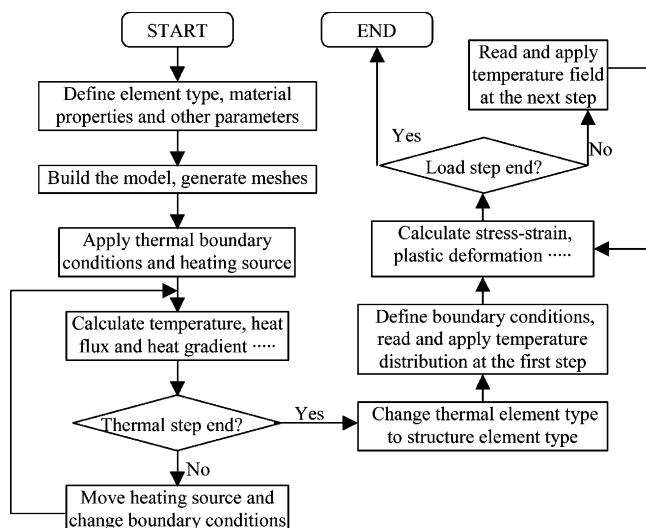 START
Define element type, material
properties and other parameters
Build the model, generate meshes
Apply thermal boundary
conditions and heating source
Calculate temperature, heat
flux and heat gradient ·····
Thermal step end?
Yes
No
Move heating source and
change boundary conditions
Change thermal element type
to structure element type
Define boundary conditions,
read and apply temperature
distribution at the first step
Calculate stress-strain,
plastic deformation ·····
Load step end?
Yes
No
Read and apply
temperature field
at the next step
END